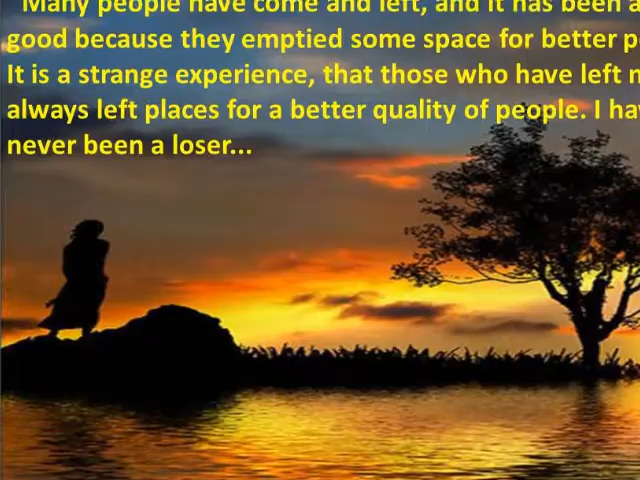 Many people have come and left, and it has been
good because they emptied some space for better
It is a strange experience, that those who have left
always left places for a better quality of people. I
never been a loser...